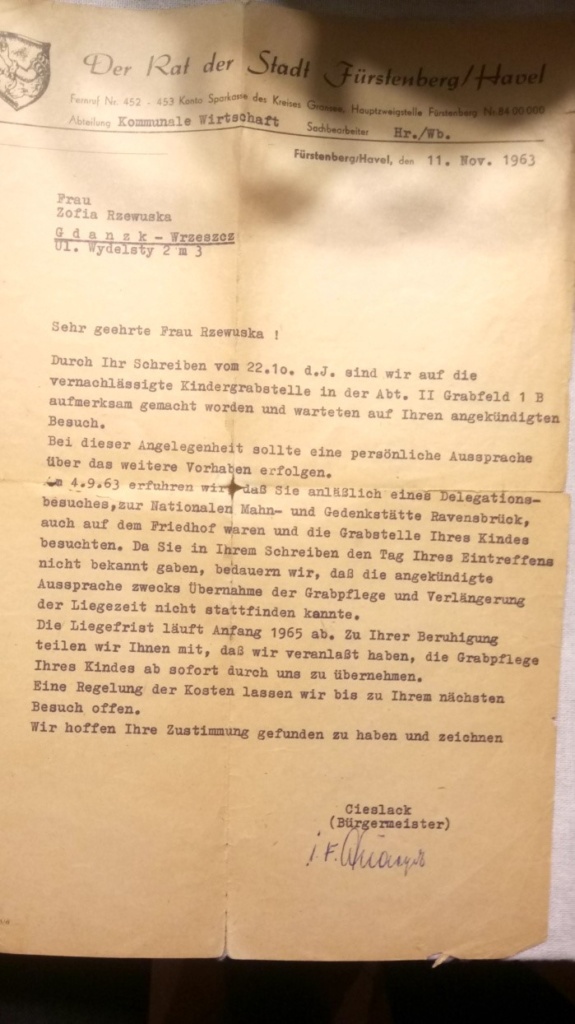 Der Rat der Stadt Fürstenberg/Havel
Fernruf Nr. 452 - 453 Konto Sparkasse des Kreises Gransee, Hauptzweigstelle Fürstenberg Nr. 84 00 000
Abteilung Kommunale Wirtschaft Sachbearbeiter Hr./Wb.
Fürstenberg/Havel, den 11. Nov. 1963
Frau
Zofia Rzewuska
G d a n z k - Wrzeszcz
Ul. Wydelsty 2 m 3
Sehr geehrte Frau Rzewuska !
Durch Ihr Schreiben vom 22.1o. d.J. sind wir auf die
vernachlässigte Kindergrabstelle in der Abt. II Grabfeld 1 B
aufmerksam gemacht worden und warteten auf Ihren angekündigten
Besuch.
Bei dieser Angelegenheit sollte eine persönliche Aussprache
über das weitere Vorhaben erfolgen.
Am 4.9.63 erfuhren wir, daß Sie anläßlich eines Delegations-
besuches, zur Nationalen Mahn- und Gedenkstätte Ravensbrück,
auch auf dem Friedhof waren und die Grabstelle Ihres Kindes
besuchten. Da Sie in Ihrem Schreiben den Tag Ihres Eintreffens
nicht bekannt gaben, bedauern wir, daß die angekündigte
Aussprache zwecks Übernahme der Grabpflege und Verlängerung
der Liegezeit nicht stattfinden kannte.
Die Liegefrist läuft Anfang 1965 ab. Zu Ihrer Beruhigung
teilen wir Ihnen mit, daß wir veranlaßt haben, die Grabpflege
Ihres Kindes ab sofort durch uns zu übernehmen.
Eine Regelung der Kosten lassen wir bis zu Ihrem nächsten
Besuch offen.
Wir hoffen Ihre Zustimmung gefunden zu haben und zeichnen
Cieslack
(Bürgermeister)